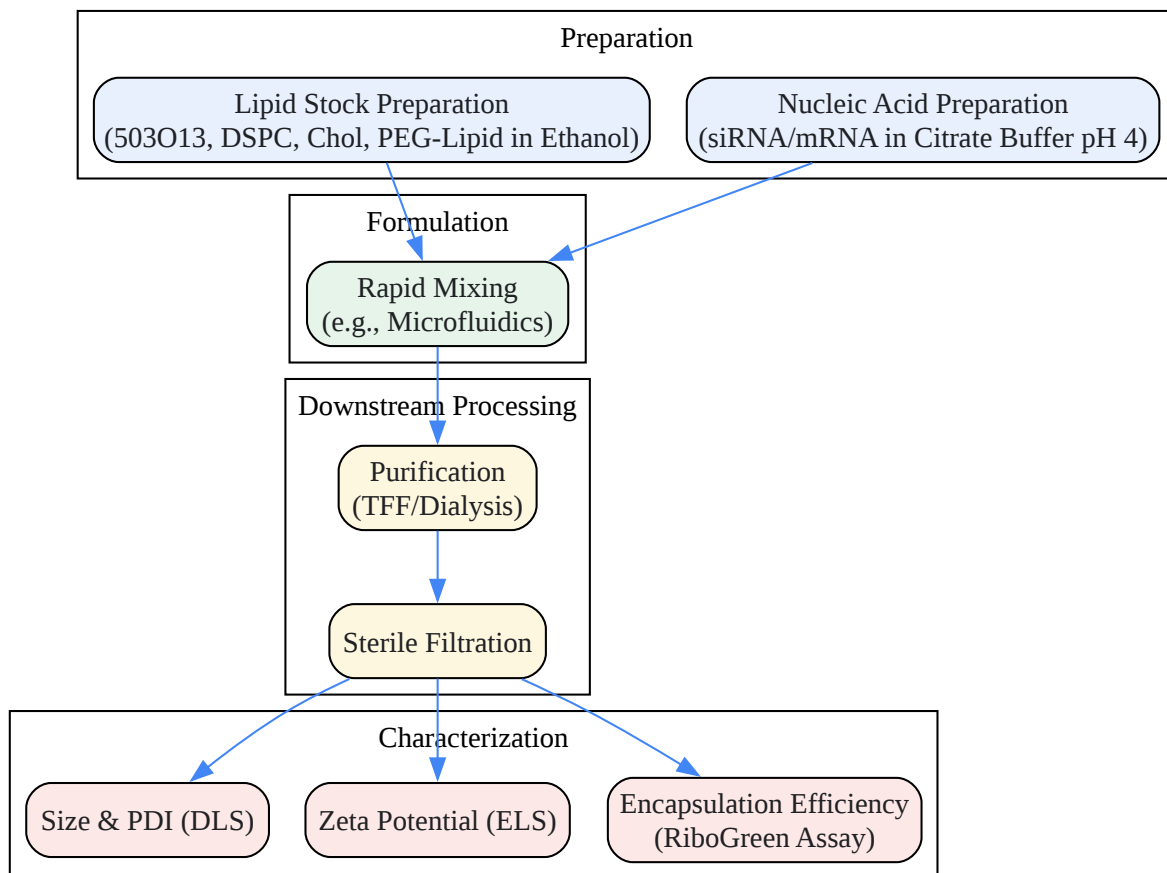 Preparation
Lipid Stock Preparation
(503O13, DSPC, Chol, PEG-Lipid in Ethanol)
Nucleic Acid Preparation
(siRNA/mRNA in Citrate Buffer pH 4)
Formulation
Rapid Mixing
(e.g., Microfluidics)
Downstream Processing
Purification
(TFF/Dialysis)
Sterile Filtration
Characterization
Size & PDI (DLS)
Zeta Potential (ELS)
Encapsulation Efficiency
(RiboGreen Assay)